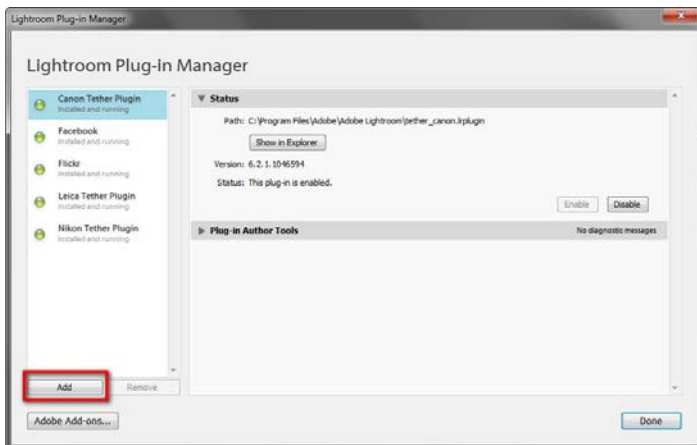 Lightroom Plug-in Manager
Lightroom Plug-in Manager
Canon Tether Plugin
Installed and running
Facebook
Installed and running
Flickr
Installed and running
Leica Tether Plugin
Installed and running
Nikon Tether Plugin
Installed and running
Add
Remove
Adobe Add-ons...
Status
Path: C:\Program Files\Adobe\Adobe Lightroom\tether_canon.lrplugin
Show in Explorer
Version: 6.2.1.1046594
Status: This plug-in is enabled.
Enable Disable
Plug-in Author Tools No diagnostic messages
Done